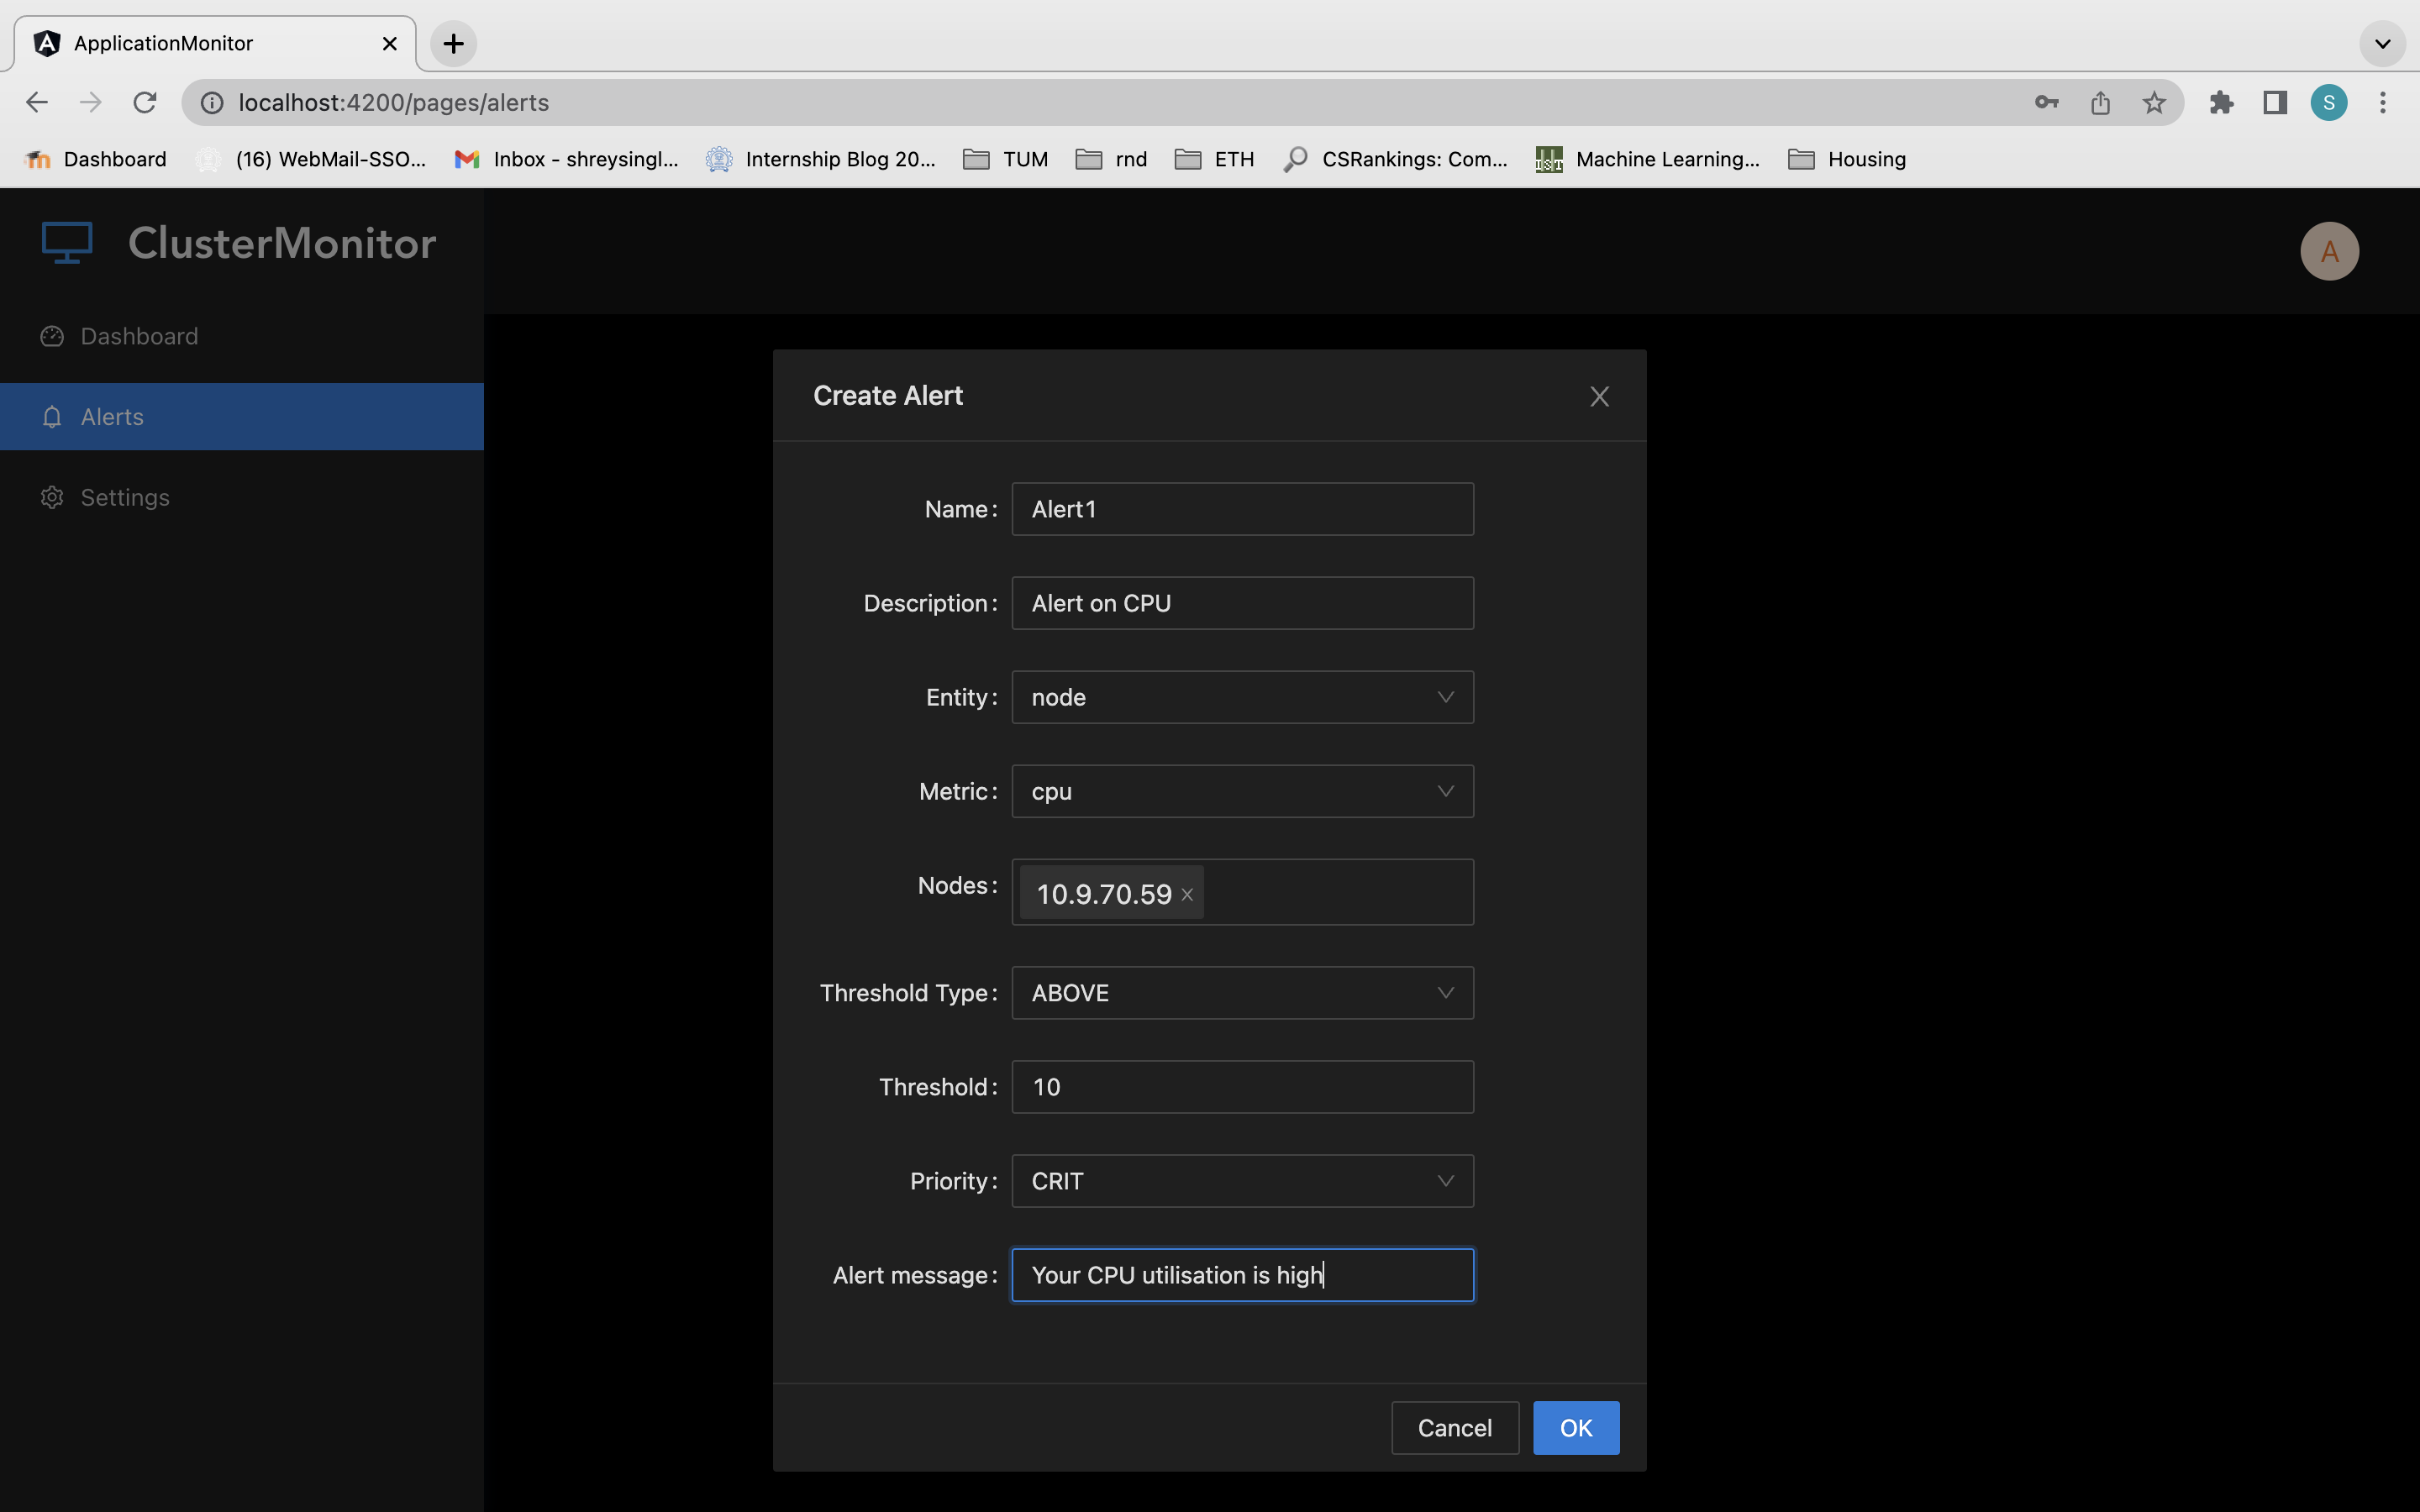 ApplicationMonitor
localhost:4200/pages/alerts
S
Dashboard (16) WebMail-SSO... Inbox - shreysingl... Internship Blog 20... TUM rnd ETH CSRankings: Com... IST Machine Learning... Housing
ClusterMonitor
A
Dashboard
Alerts
Settings
Create Alert
Name: Alert1
Description: Alert on CPU
Entity: node
Metric: cpu
Nodes: 10.9.70.59
Threshold Type: ABOVE
Threshold: 10
Priority: CRIT
Alert message: Your CPU utilisation is high
Cancel OK